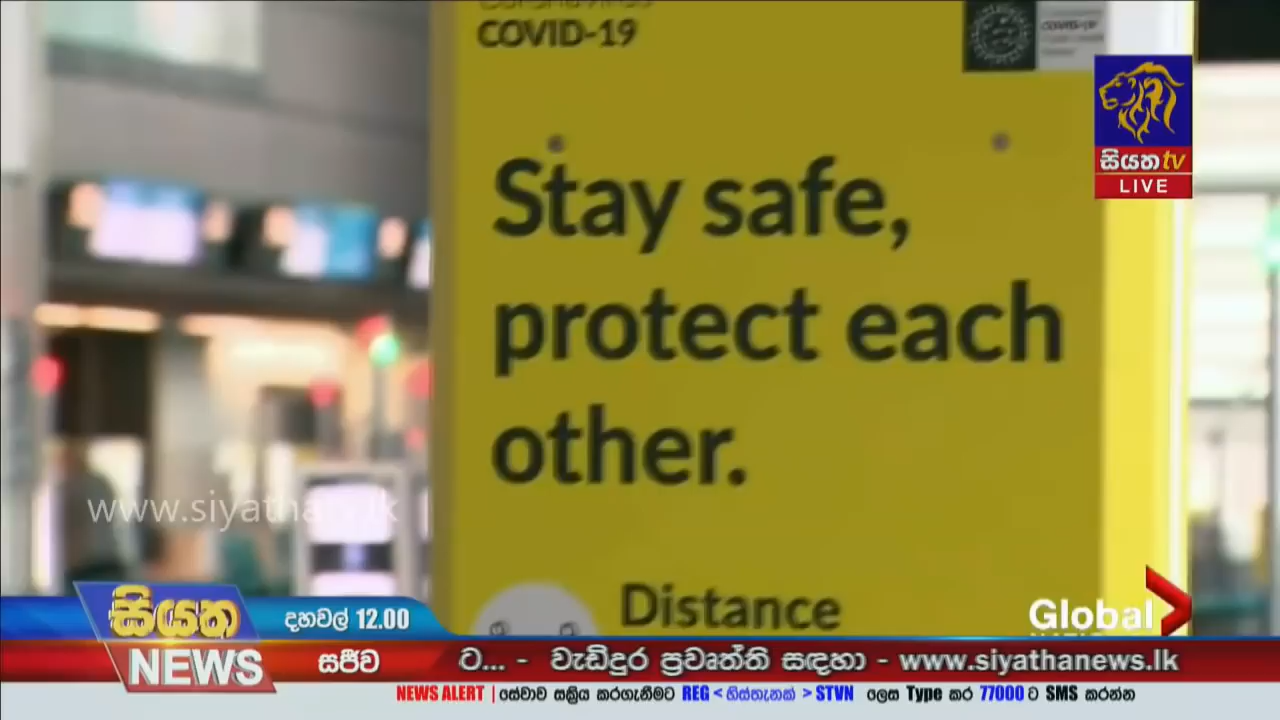 COVID-19
Stay safe,
protect each
other.
Distance
සියත tv
LIVE
www.siyathatv.lk
Global
සියත
NEWS
දහවල් 12.00
සජීව
ට... - වැඩිදුර ප්‍රවෘත්ති සඳහා - www.siyathanews.lk
NEWS ALERT | සේවාව සක්‍රිය කරගැනීමට REG < හිස්තැනක් > STVN ලෙස Type කර 77000 ට SMS කරන්න